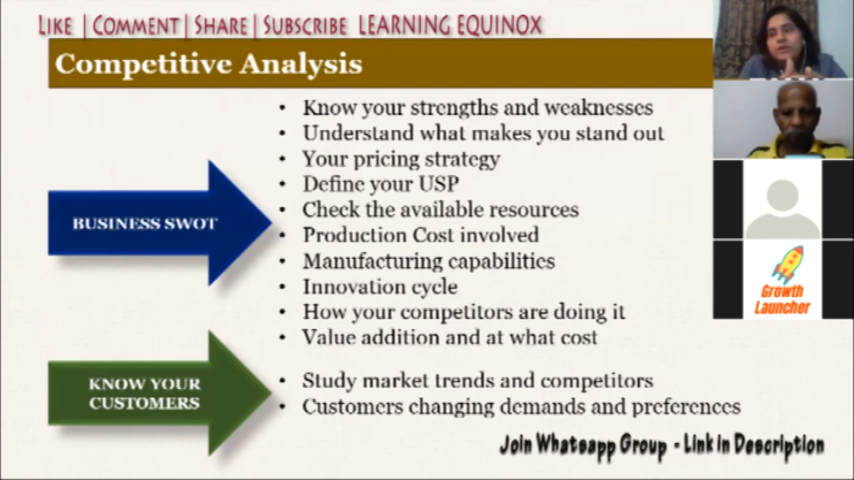 LIKE | COMMENT | SHARE | SUBSCRIBE LEARNING EQUINOX
Competitive Analysis
• Know your strengths and weaknesses
• Understand what makes you stand out
• Your pricing strategy
• Define your USP
• Check the available resources
• Production Cost involved
• Manufacturing capabilities
• Innovation cycle
• How your competitors are doing it
• Value addition and at what cost
BUSINESS SWOT
• Study market trends and competitors
• Customers changing demands and preferences
KNOW YOUR
CUSTOMERS
Growth
Launcher
Join Whatsapp Group - Link in Description